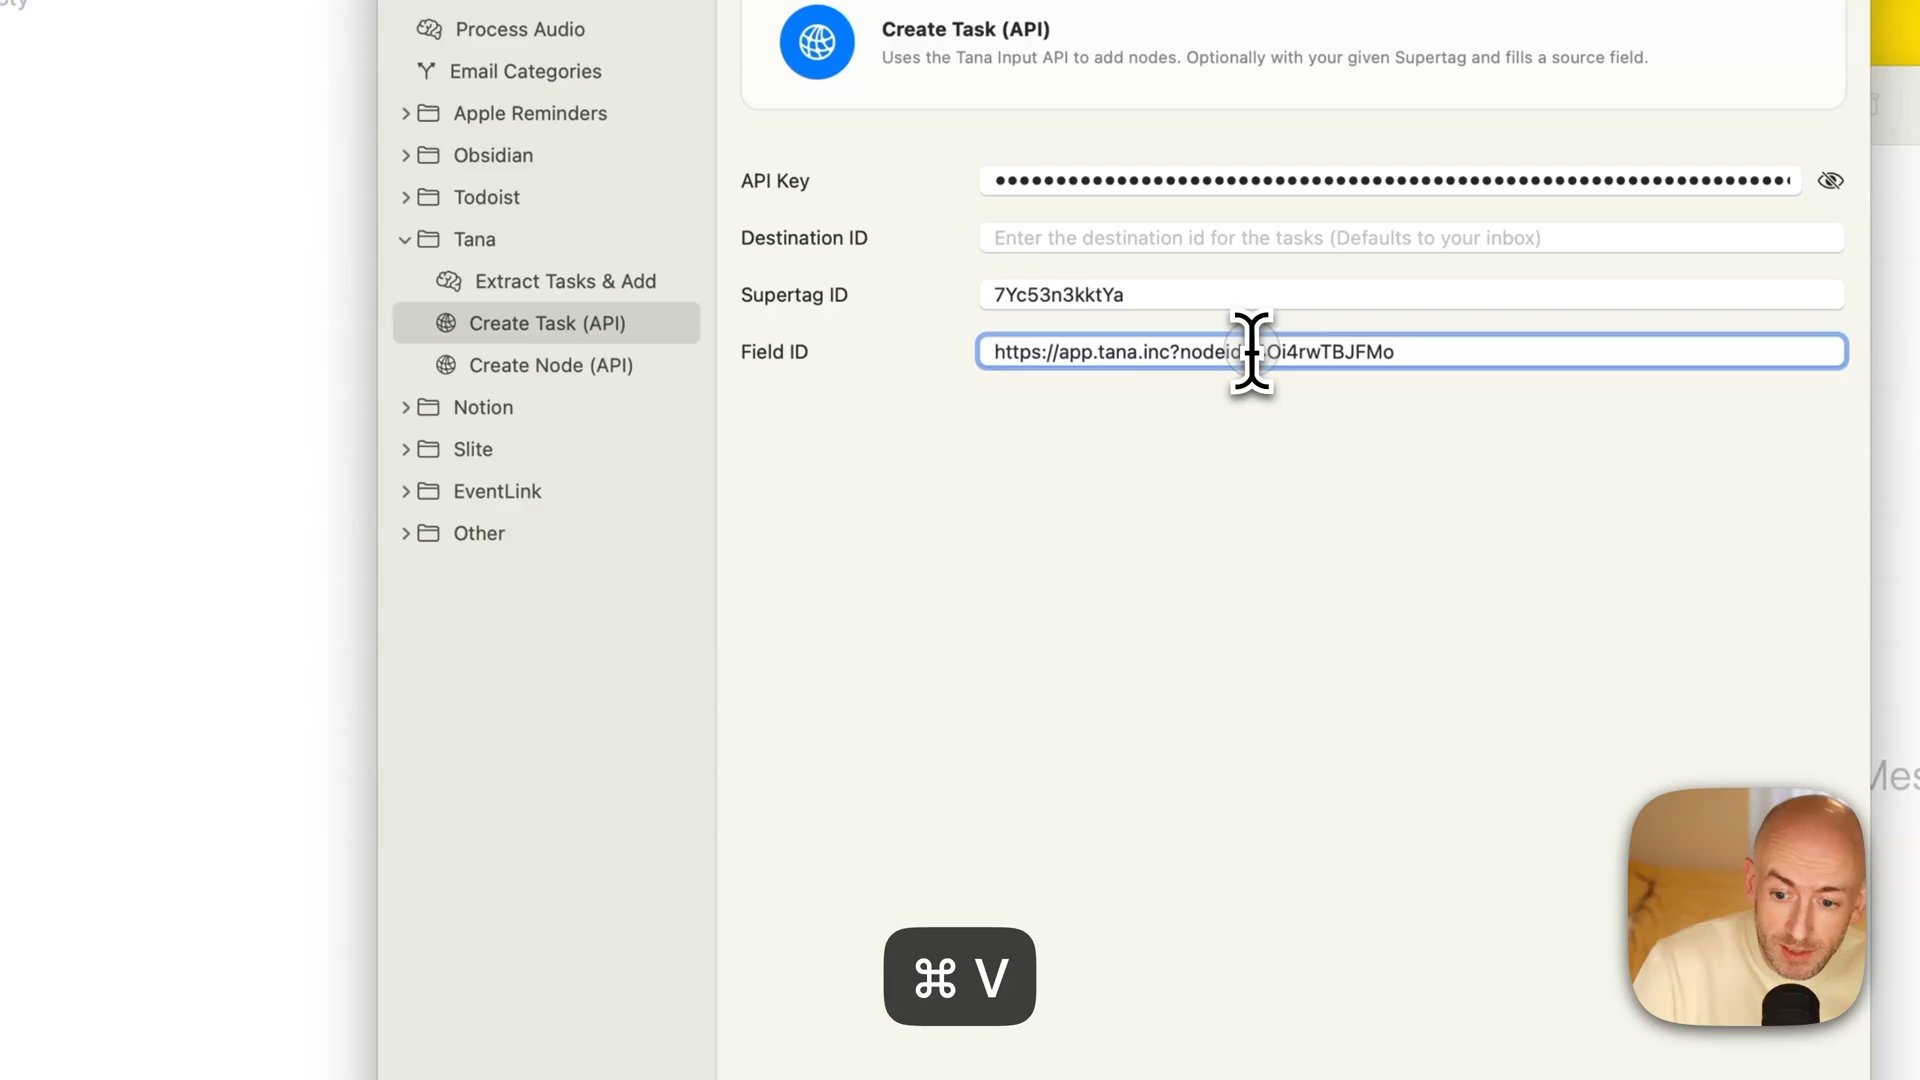 Process Audio
Email Categories
Apple Reminders
Obsidian
Todoist
Tana
Extract Tasks & Add
Create Task (API)
Create Node (API)
Notion
Slite
EventLink
Other
Create Task (API)
Uses the Tana Input API to add nodes. Optionally with your given Supertag and fills a source field.
API Key
Destination ID
Enter the destination id for the tasks (Defaults to your inbox)
Supertag ID
7Yc53n3kktYa
Field ID
https://app.tana.inc?nodeid Oi4rwTBJFMo
⌘ V